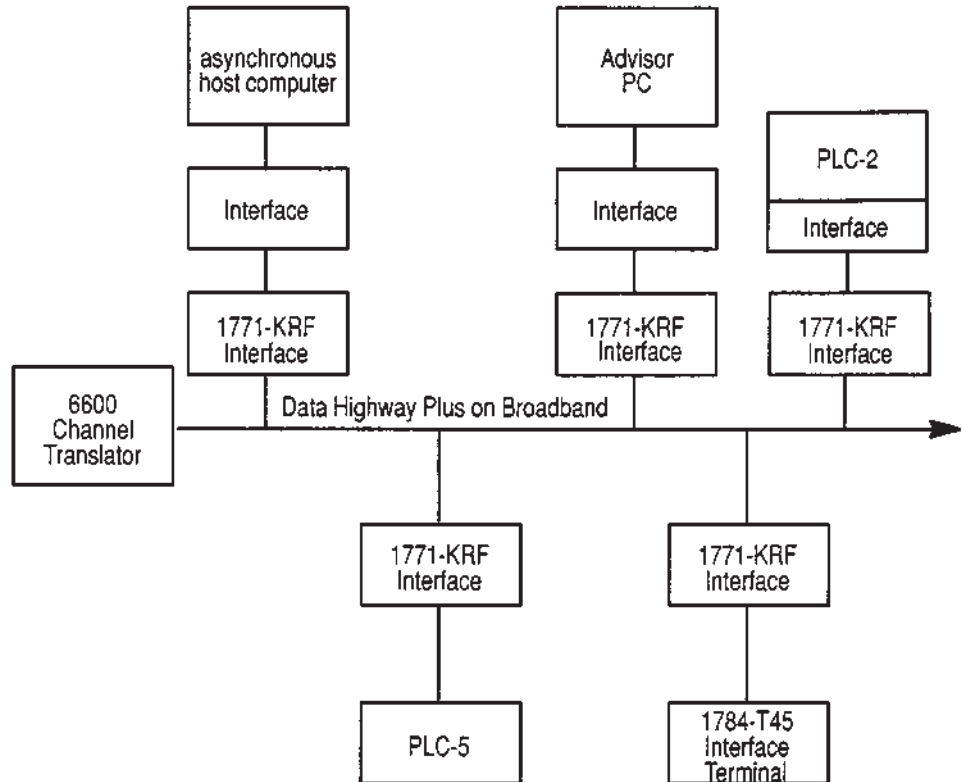 asynchronous
host computer
Advisor
PC
PLC-2
Interface
Interface
Interface
1771-KRF
Interface
1771-KRF
Interface
1771-KRF
Interface
6600
Channel
Translator
Data Highway Plus on Broadband
1771-KRF
Interface
1771-KRF
Interface
PLC-5
1784-T45
Interface
Terminal